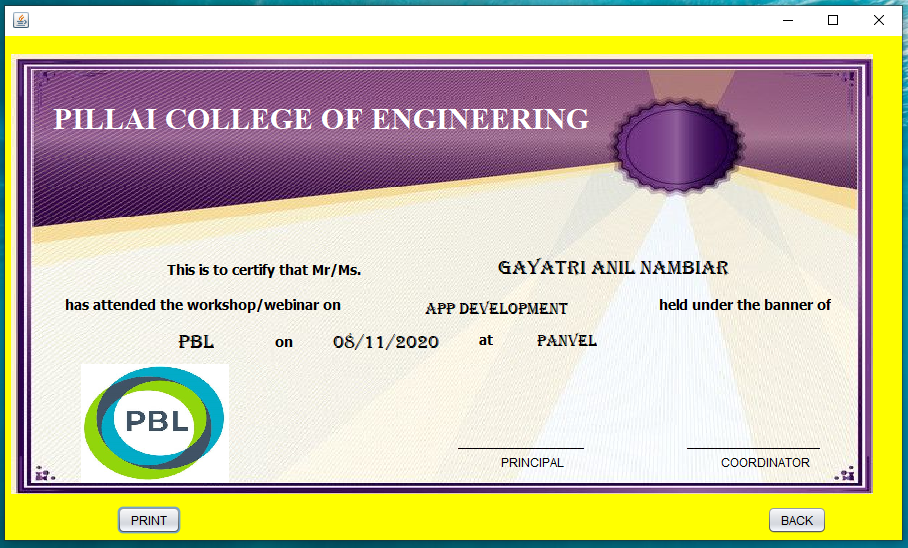 PILLAI COLLEGE OF ENGINEERING
This is to certify that Mr/Ms. GAYATRI ANIL NAMBIAR
has attended the workshop/webinar on APP DEVELOPMENT held under the banner of
PBL on 08/11/2020 at PANVEL
PBL
PRINCIPAL COORDINATOR
PRINT BACK